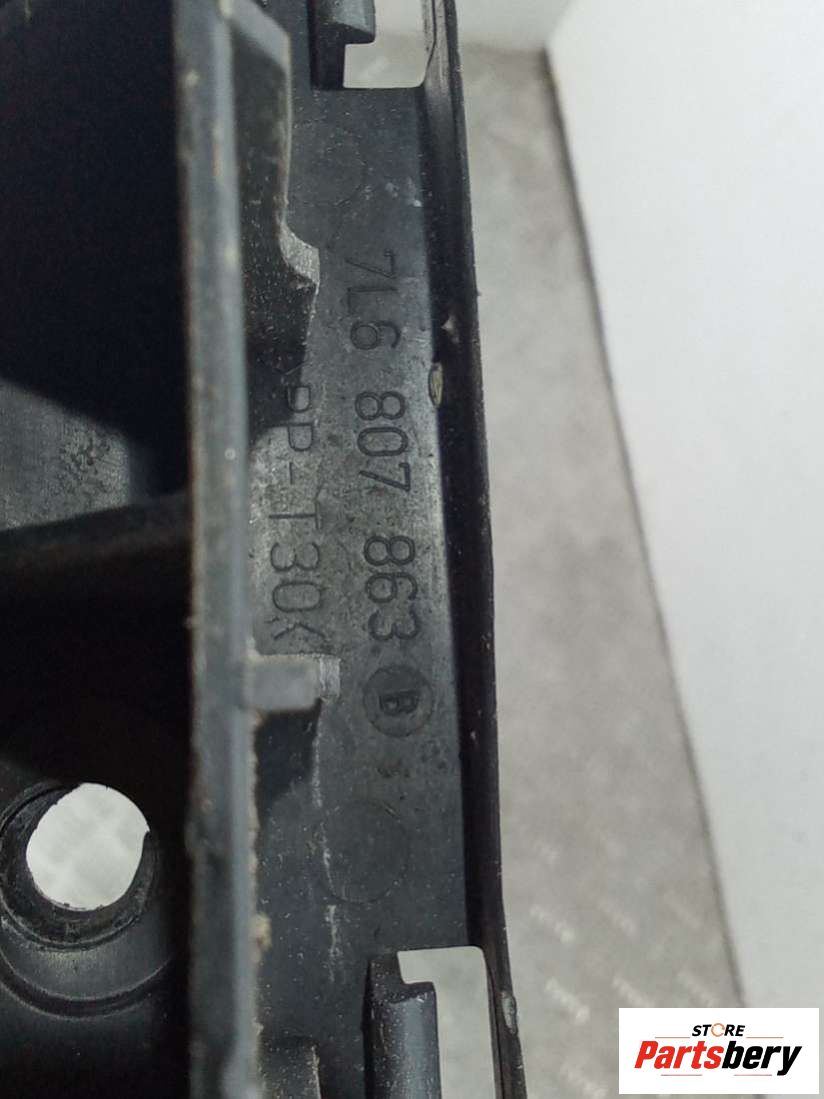 7L6 807 863 B
PP-T30<
STORE
Partsbery